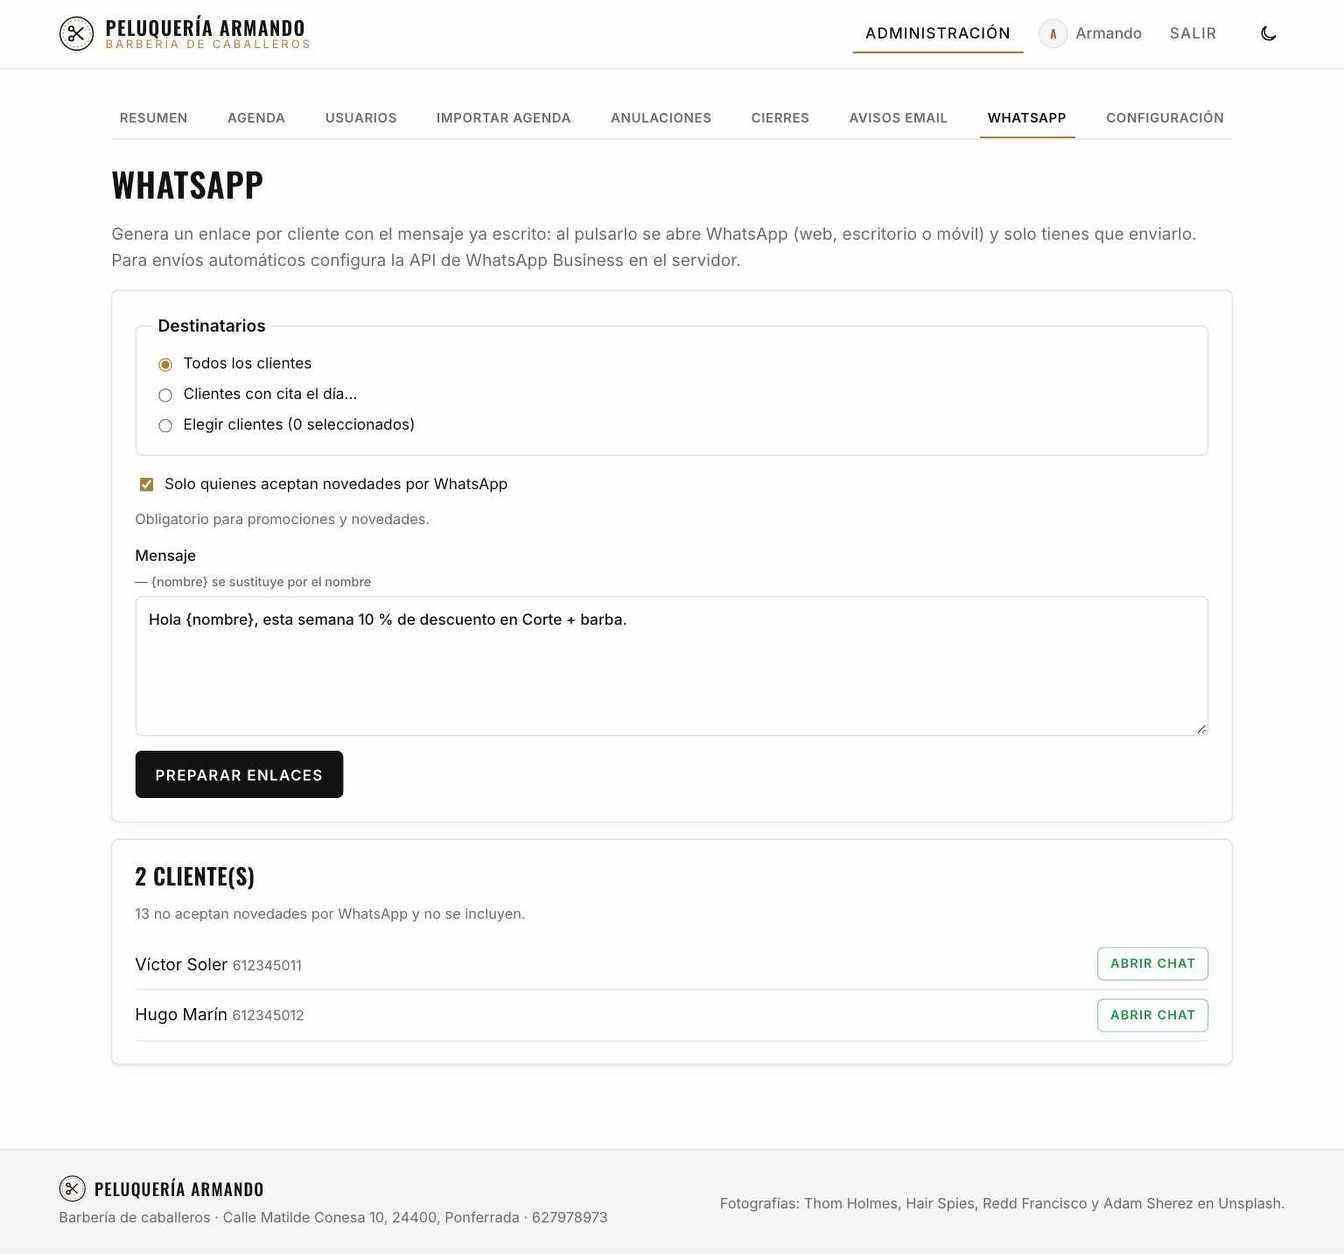 PELUQUERÍA ARMANDO
BARBERÍA DE CABALLEROS
ADMINISTRACIÓN
A
Armando
SALIR
RESUMEN
AGENDA
USUARIOS
IMPORTAR AGENDA
ANULACIONES
CIERRES
AVISOS EMAIL
WHATSAPP
CONFIGURACIÓN
WHATSAPP
Genera un enlace por cliente con el mensaje ya escrito: al pulsarlo se abre WhatsApp (web, escritorio o móvil) y solo tienes que enviarlo.
Para envíos automáticos configura la API de WhatsApp Business en el servidor.
Destinatarios
Todos los clientes
Clientes con cita el día...
Elegir clientes (0 seleccionados)
Solo quienes aceptan novedades por WhatsApp
Obligatorio para promociones y novedades.
Mensaje
— {nombre} se sustituye por el nombre
Hola {nombre}, esta semana 10 % de descuento en Corte + barba.
PREPARAR ENLACES
2 CLIENTE(S)
13 no aceptan novedades por WhatsApp y no se incluyen.
Víctor Soler 612345011
ABRIR CHAT
Hugo Marín 612345012
ABRIR CHAT
PELUQUERÍA ARMANDO
Barbería de caballeros · Calle Matilde Conesa 10, 24400, Ponferrada · 627978973
Fotografías: Thom Holmes, Hair Spies, Redd Francisco y Adam Sherez en Unsplash.